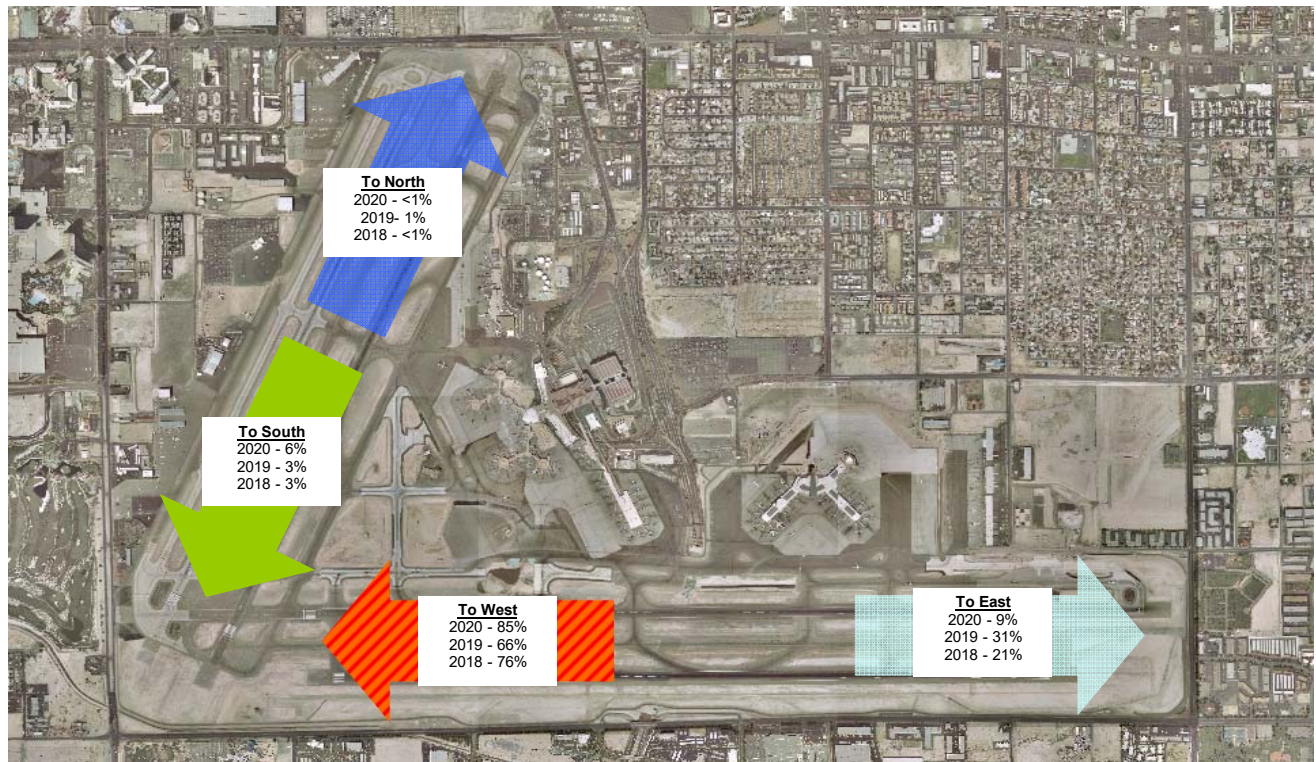 To North
2020 - <1%
2019- 1%
2018 - <1%
To South
2020 - 6%
2019 - 3%
2018 - 3%
To West
2020 - 85%
2019 - 66%
2018 - 76%
To East
2020 - 9%
2019 - 31%
2018 - 21%